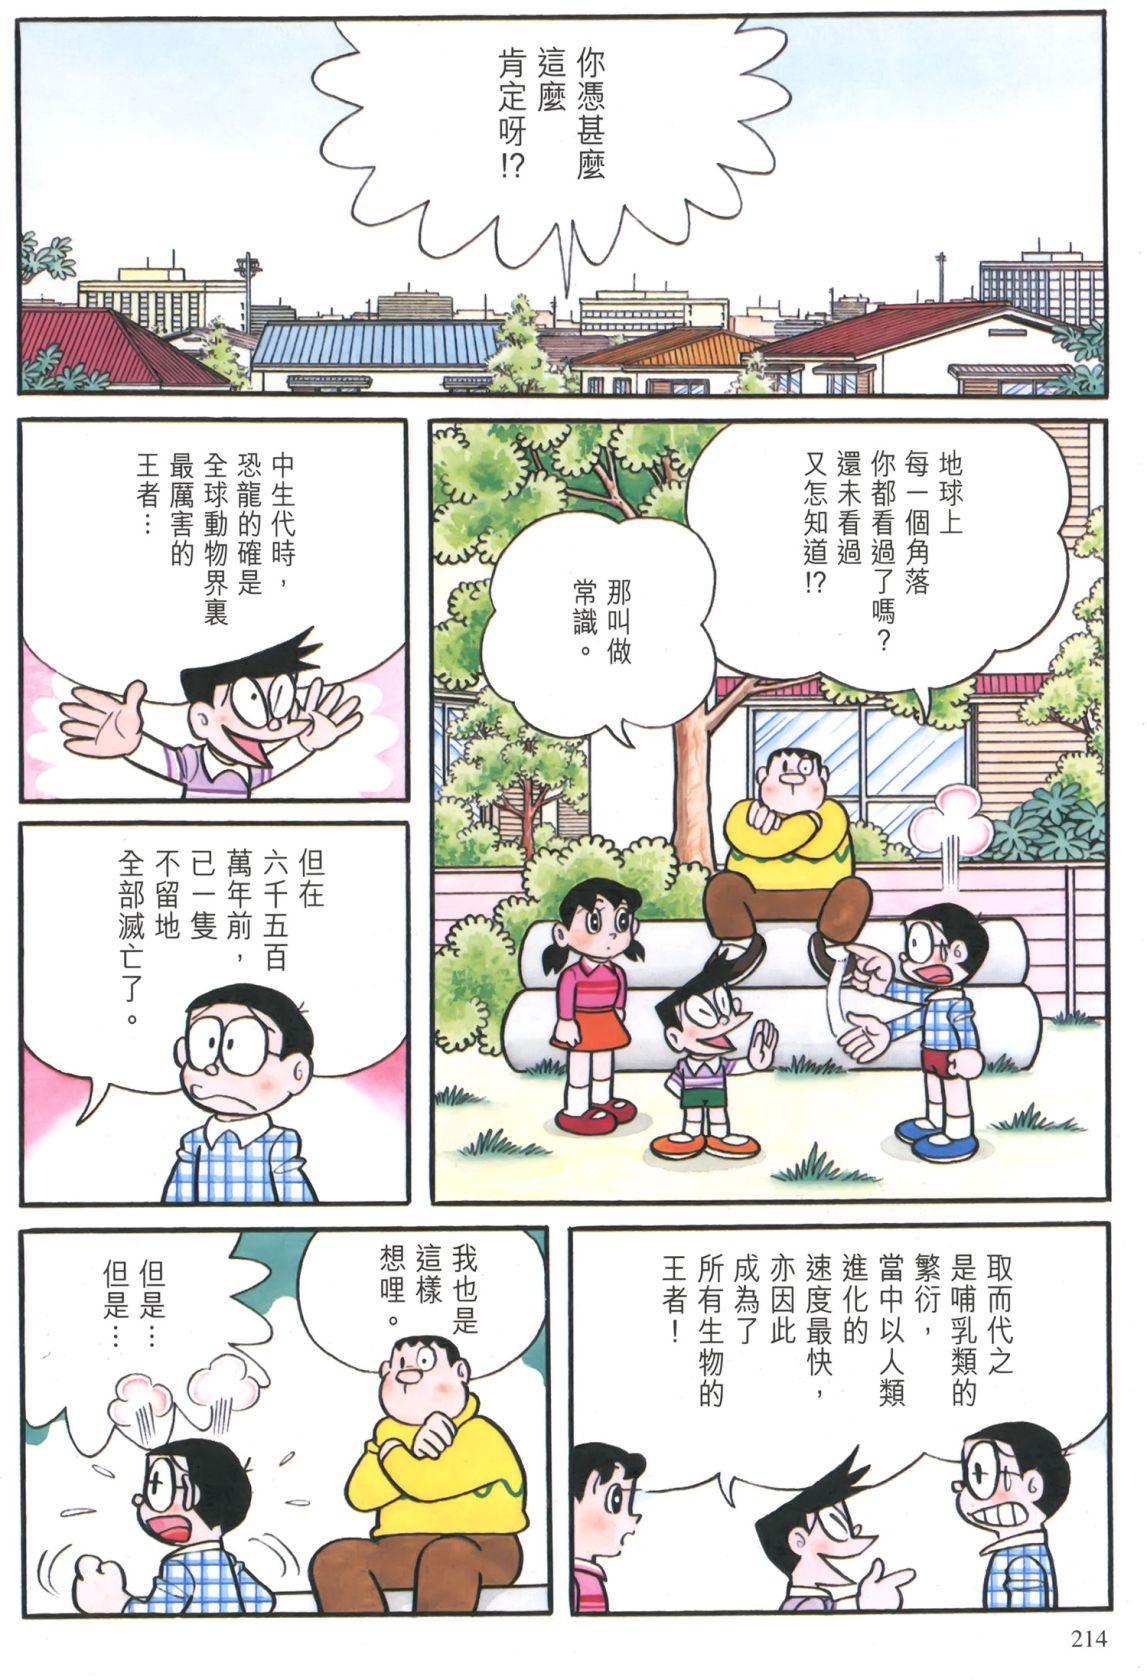 你憑甚麼
這麼
肯定呀!?
地球上
每一個角落
你都看過了嗎？
還未看過
又怎知道!?
那叫做
常識。
中生代時，
恐龍的確是
全球動物界裏
最厲害的
王者…
但在
六千五百
萬年前，
已一隻
不留地
全部滅亡了。
取而代之
是哺乳類的
繁衍，
當中以人類
進化的
速度最快，
亦因此
成為了
所有生物的
王者！
我也是
這樣
想哩。
但是…
但是…
214